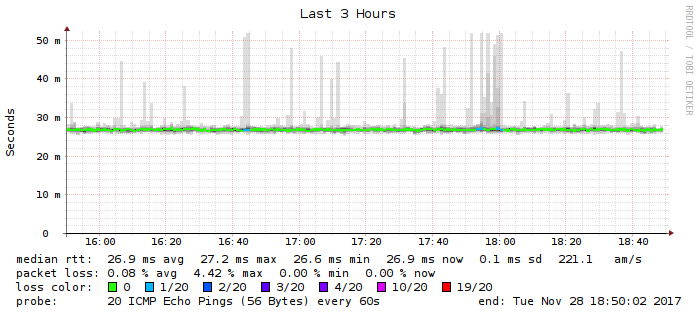 Last 3 Hours
RRDTOOL / TOBI OETIKER
Seconds
50 m
40 m
30 m
20 m
10 m
0
16:00 16:20 16:40 17:00 17:20 17:40 18:00 18:20 18:40
median rtt: 26.9 ms avg 27.2 ms max 26.6 ms min 26.9 ms now 0.1 ms sd 221.1 am/s
packet loss: 0.08 % avg 4.42 % max 0.00 % min 0.00 % now
loss color: 0 1/20 2/20 3/20 4/20 10/20 19/20
probe: 20 ICMP Echo Pings (56 Bytes) every 60s end: Tue Nov 28 18:50:02 2017